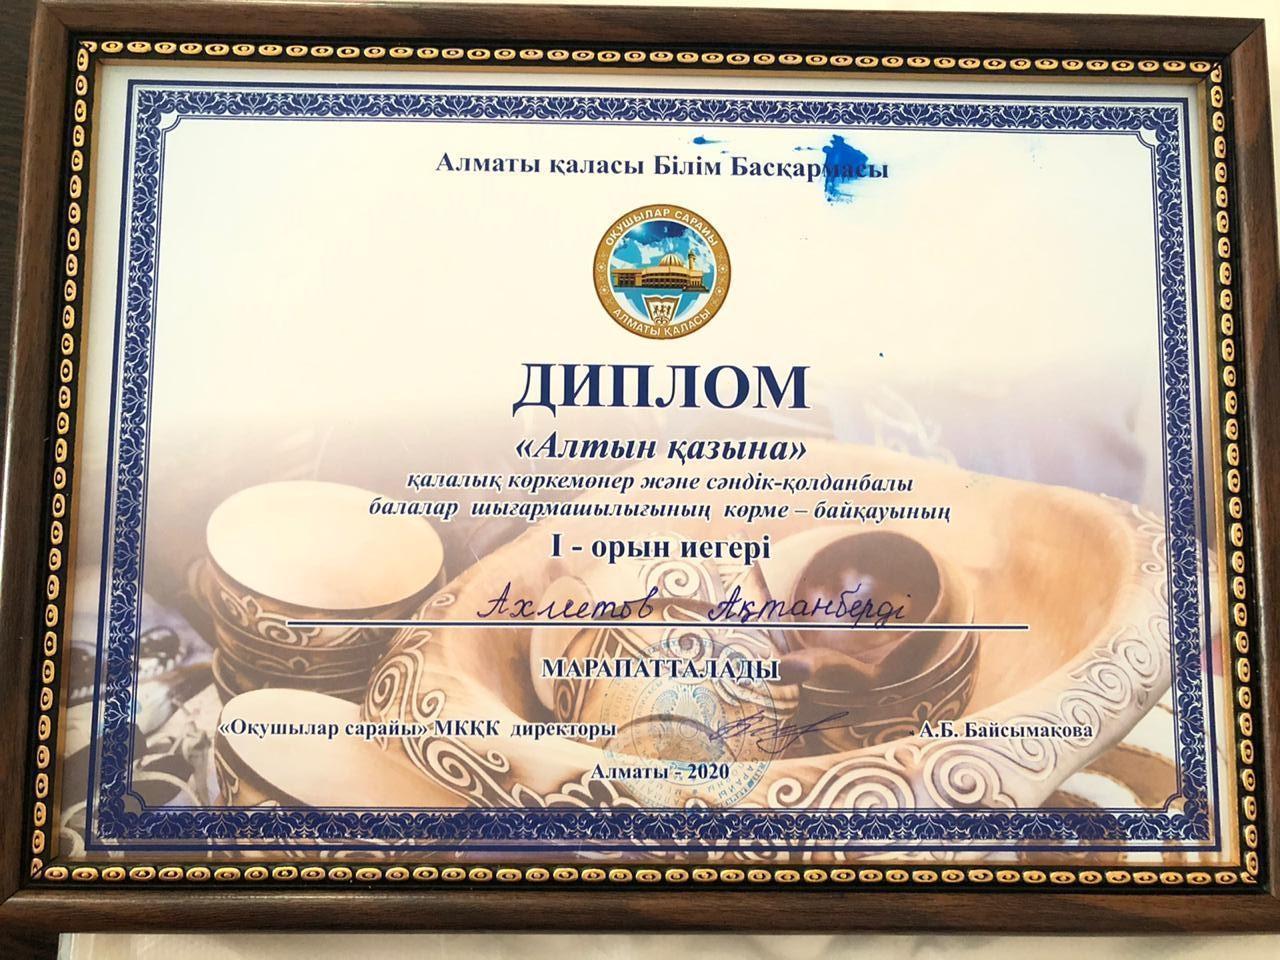 Алматы қаласы Білім Басқармасы
ОҚУШЫЛАР САРАЙЫ
АЛМАТЫ ҚАЛАСЫ
ДИПЛОМ
«Алтын қазына»
қалалық көркемөнер және сәндік-қолданбалы
балалар шығармашылығының көрме – байқауының
I - орын иегері
Ахметов Ақтанберді
МАРАПАТТАЛАДЫ
«Оқушылар сарайы» МКҚК директоры А.Б. Байсымақова
Алматы - 2020